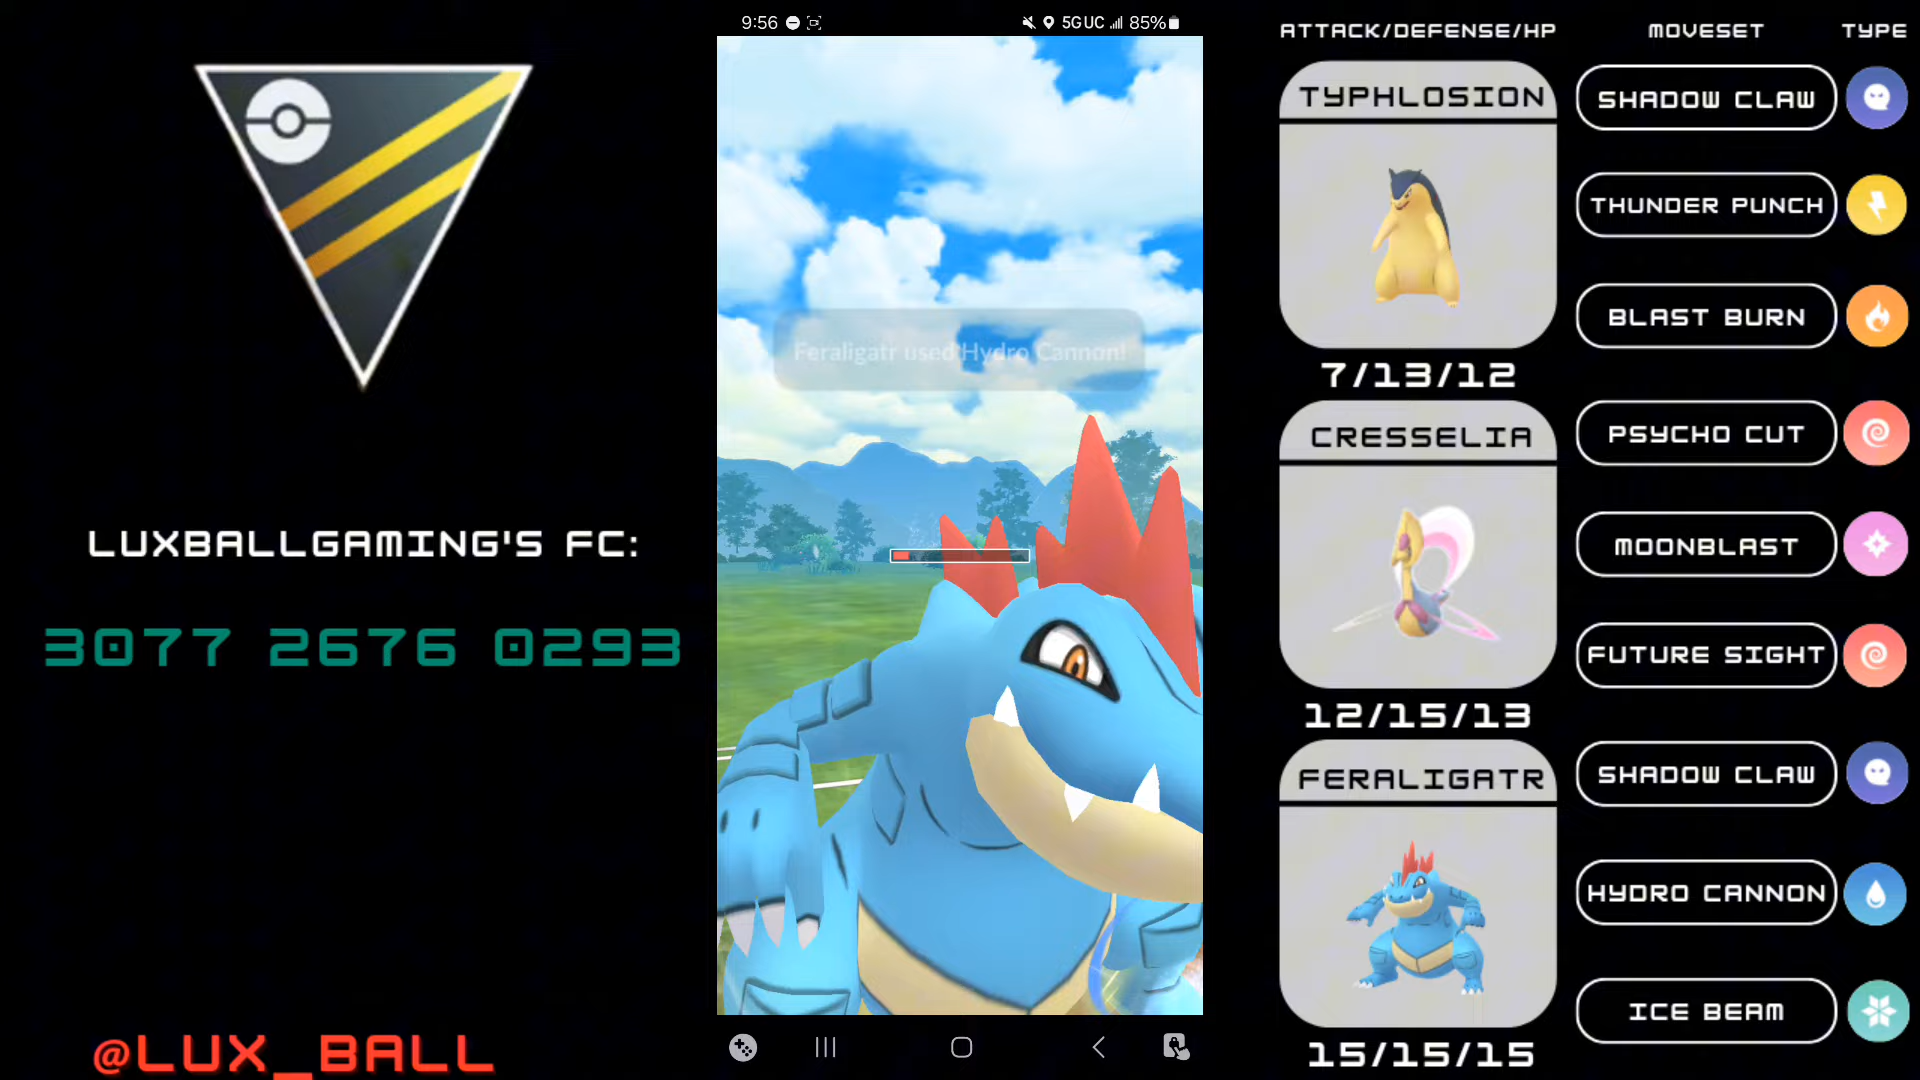 LUXBALLGAMING'S FC:
3077 2676 0293
@LUX_BALL
9:56
5GUC 85%
Feraligatr used Hydro Cannon!
ATTACK/DEFENSE/HP MOVESET TYPE
TYPHLOSION
7/13/12
SHADOW CLAW
THUNDER PUNCH
BLAST BURN
CRESSELIA
12/15/13
PSYCHO CUT
MOONBLAST
FUTURE SIGHT
FERALIGATR
15/15/15
SHADOW CLAW
HYDRO CANNON
ICE BEAM